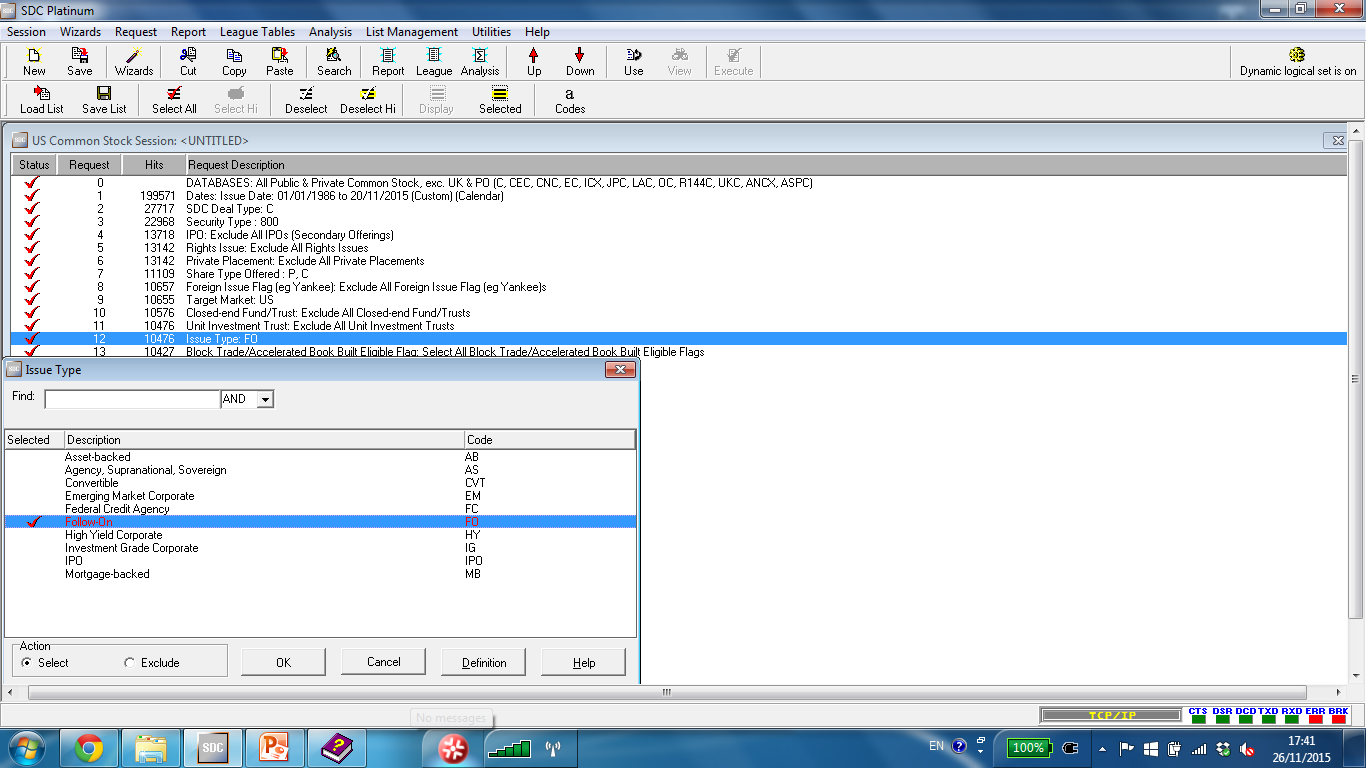 SDC Platinum
Session Wizards Request Report League Tables Analysis List Management Utilities Help
New Save Wizards Cut Copy Paste Search Report League Analysis Up Down Use View Execute Dynamic logical set is on
Load List Save List Select All Select Hi Deselect Deselect Hi Display Selected Codes
SDC US Common Stock Session: <UNTITLED>
Status Request Hits Request Description
0 DATABASES: All Public & Private Common Stock, exc. UK & PO (C, CEC, CNC, EC, ICX, JPC, LAC, OC, R144C, UKC, ANCX, ASPC)
1 199571 Dates: Issue Date: 01/01/1986 to 20/11/2015 (Custom) (Calendar)
2 27717 SDC Deal Type: C
3 22968 Security Type : 800
4 13718 IPO: Exclude All IPOs (Secondary Offerings)
5 13142 Rights Issue: Exclude All Rights Issues
6 13142 Private Placement: Exclude All Private Placements
7 11109 Share Type Offered : P, C
8 10657 Foreign Issue Flag (eg Yankee): Exclude All Foreign Issue Flag (eg Yankee)s
9 10655 Target Market: US
10 10576 Closed-end Fund/Trust: Exclude All Closed-end Fund/Trusts
11 10476 Unit Investment Trust: Exclude All Unit Investment Trusts
12 10476 Issue Type: FO
13 10427 Block Trade/Accelerated Book Built Eligible Flag: Select All Block Trade/Accelerated Book Built Eligible Flags
SDC Issue Type
Find: AND
Selected Description Code
Asset-backed AB
Agency, Supranational, Sovereign AS
Convertible CVT
Emerging Market Corporate EM
Federal Credit Agency FC
Follow-On FO
High Yield Corporate HY
Investment Grade Corporate IG
IPO IPO
Mortgage-backed MB
Action
Select Exclude OK Cancel Definition Help
No messages
TCP/IP CTS DSR DCD TXD RXD ERR BRK
SDC EN 100% 17:41
26/11/2015